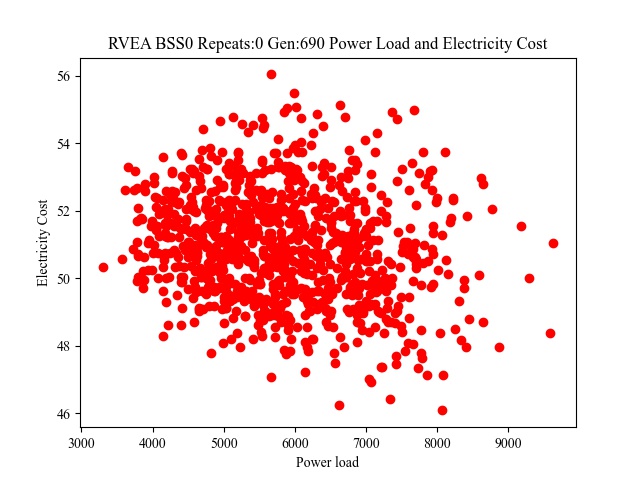 RVEA BSS0 Repeats:0 Gen:690 Power Load and Electricity Cost
56
54
52
50
48
46
Electricity Cost
3000 4000 5000 6000 7000 8000 9000
Power load